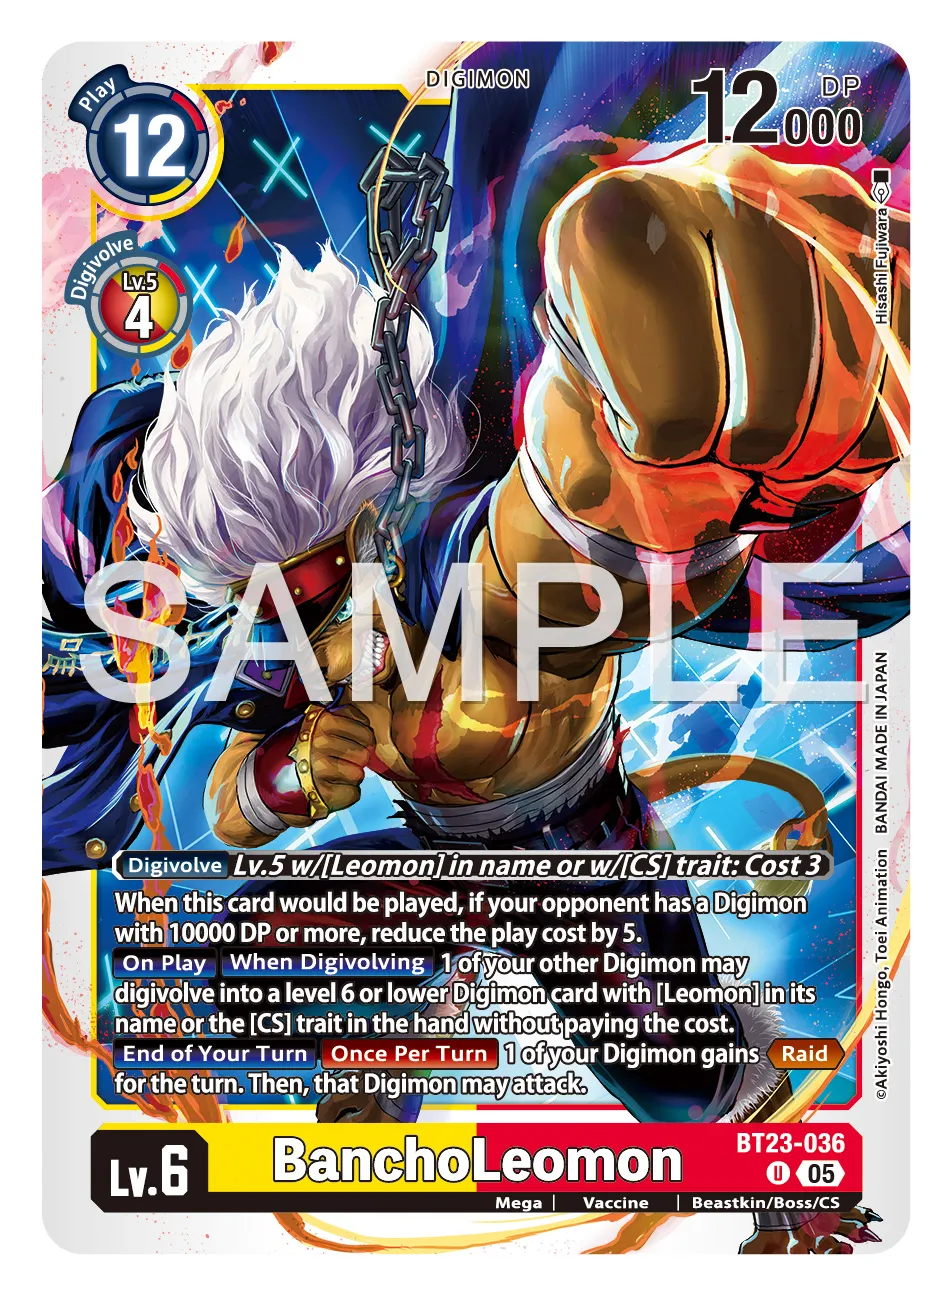 DIGIMON
Play
12
12000
DP
Digivolve
Lv.5
4
Hisashi Fujiwara
SAMPLE
BANDAI MADE IN JAPAN
©Akiyoshi Hongo, Toei Animation
Digivolve Lv.5 w/[Leomon] in name or w/[CS] trait: Cost 3
When this card would be played, if your opponent has a Digimon
with 10000 DP or more, reduce the play cost by 5.
On Play When Digivolving 1 of your other Digimon may
digivolve into a level 6 or lower Digimon card with [Leomon] in its
name or the [CS] trait in the hand without paying the cost.
End of Your Turn Once Per Turn 1 of your Digimon gains Raid
for the turn. Then, that Digimon may attack.
Lv.6
BanchoLeomon
BT23-036
U 05
Mega | Vaccine | Beastkin/Boss/CS